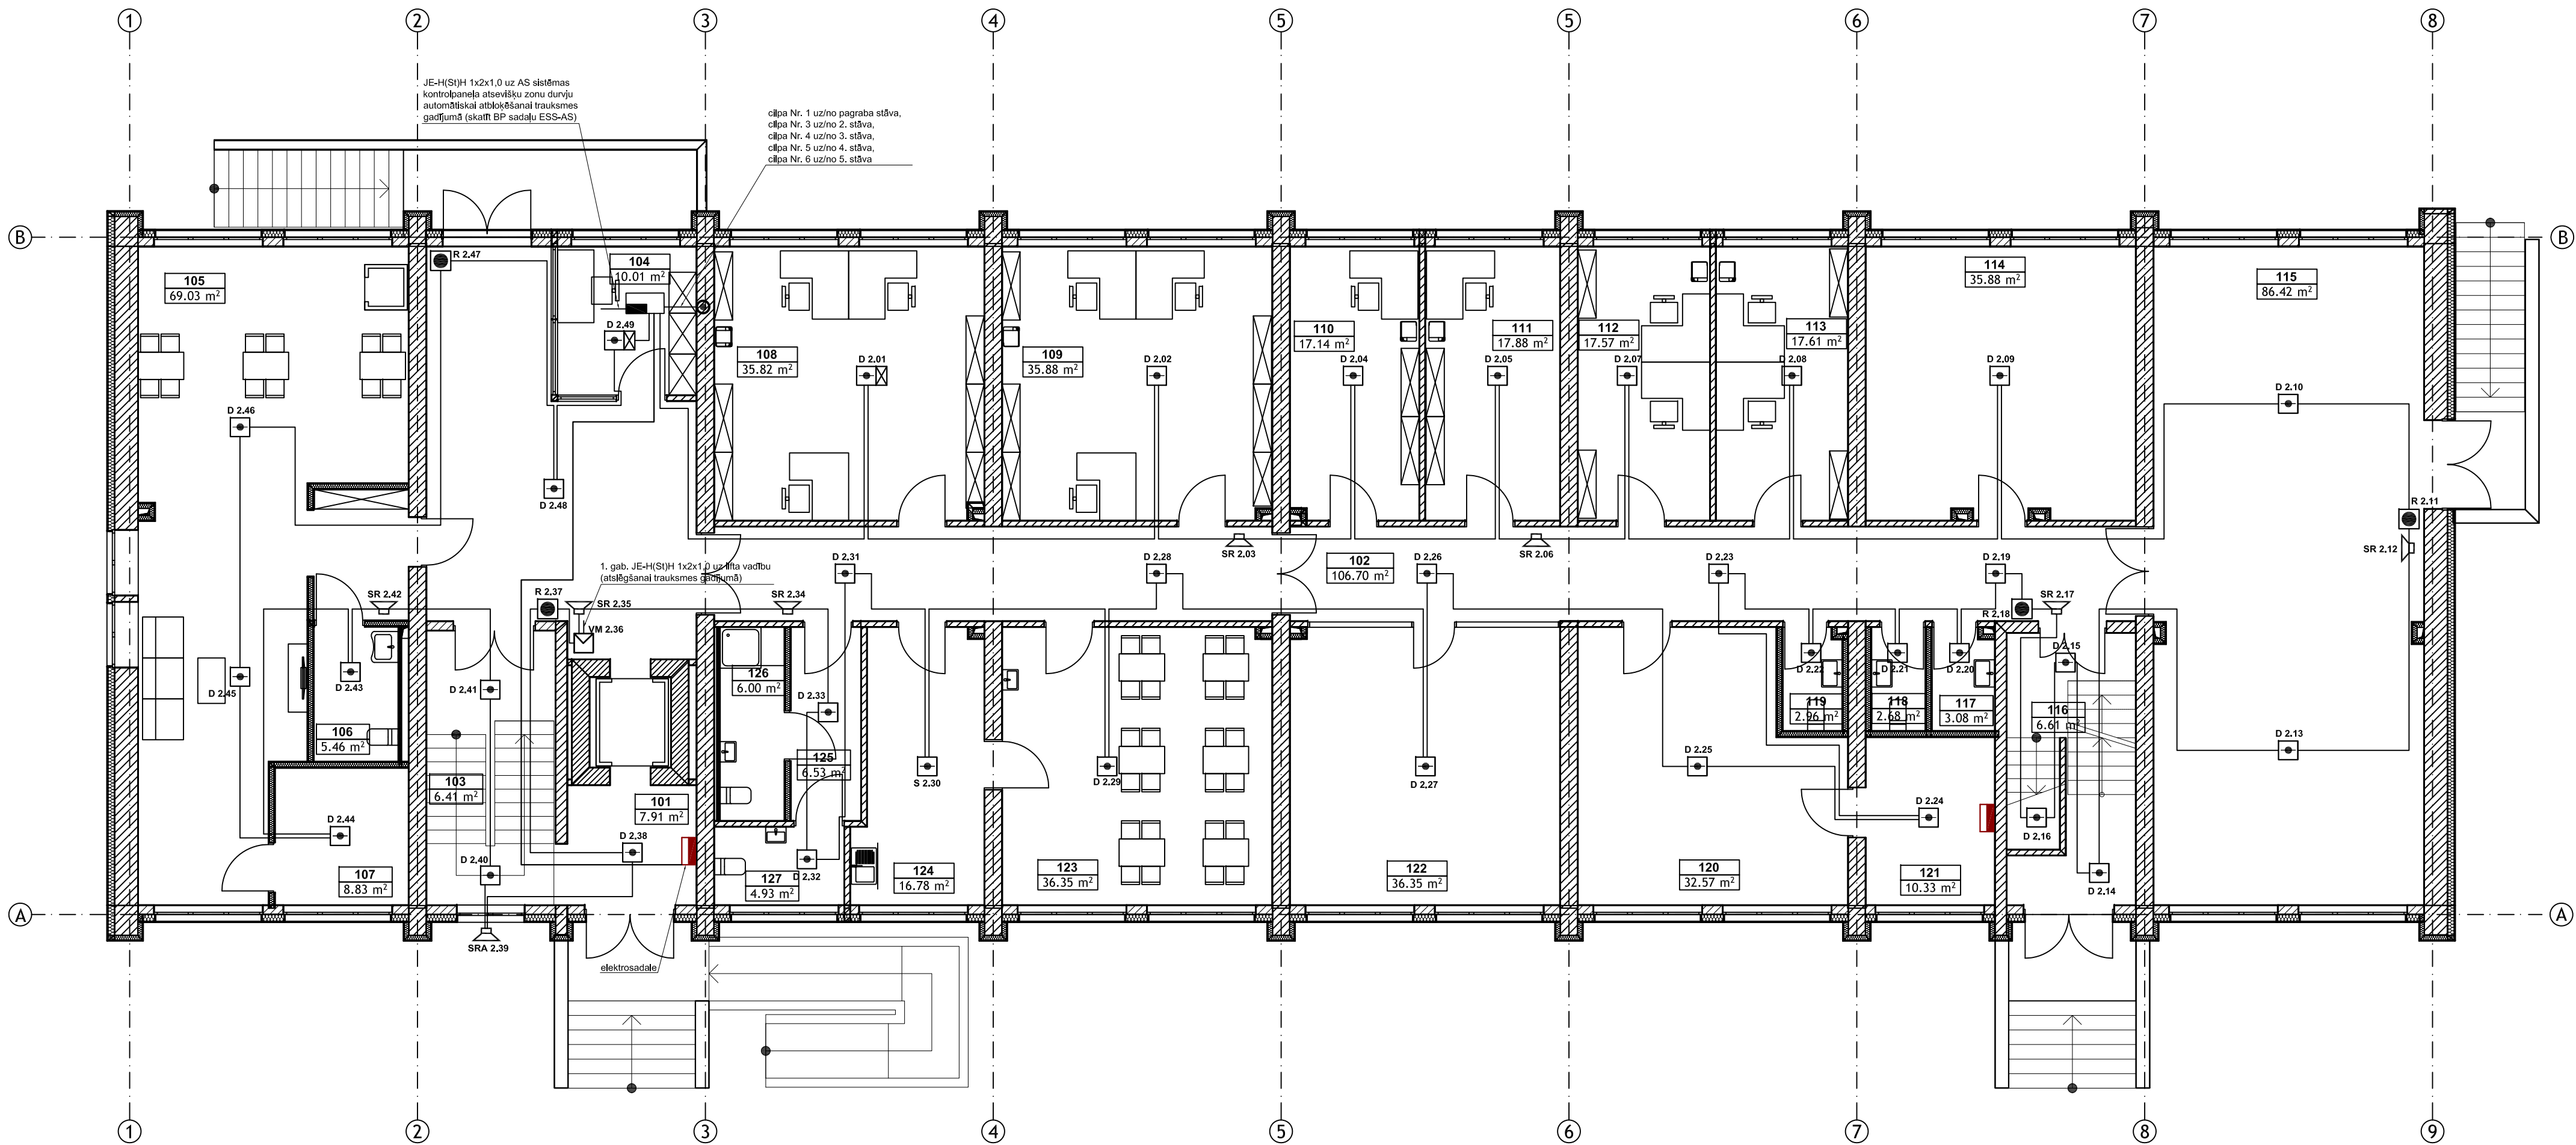 1 2 3 4 5 5 6 7 8
JE-H(St)H 1x2x1,0 uz AS sistēmas
kontrolpaneļa atsevišķu zonu durvju
automātiskai atbloķēšanai trauksmes
gadījumā (skatīt BP sadaļu ESS-AS)
cilpa Nr. 1 uz/no pagraba stāva,
cilpa Nr. 3 uz/no 2. stāva,
cilpa Nr. 4 uz/no 3. stāva,
cilpa Nr. 5 uz/no 4. stāva,
cilpa Nr. 6 uz/no 5. stāva
B B
R 2.47
104
10.01 m²
105
69.03 m²
114
35.88 m²
115
86.42 m²
D 2.49
108
35.82 m²
D 2.01
109
35.88 m²
D 2.02
110
17.14 m²
D 2.04
111
17.88 m²
D 2.05
112
17.57 m²
D 2.07
113
17.61 m²
D 2.08
D 2.09
D 2.10
D 2.46
D 2.48
R 2.11
SR 2.03
SR 2.06
SR 2.12
D 2.31
D 2.28
102
106.70 m²
D 2.26
D 2.23
D 2.19
1. gab. JE-H(St)H 1x2x1,0 uz lifta vadību
(atslēgšanai trauksmes gadījumā)
SR 2.42
R 2.37
SR 2.35
SR 2.34
VM 2.36
R 2.18
SR 2.17
D 2.45
D 2.43
D 2.41
126
6.00 m²
D 2.33
D 2.22
D 2.21
D 2.20
D 2.15
119
2.96 m²
118
2.68 m²
117
3.08 m²
116
6.61 m²
106
5.46 m²
125
6.53 m²
D 2.13
103
6.41 m²
S 2.30
D 2.29
D 2.27
D 2.25
101
7.91 m²
D 2.24
D 2.16
D 2.44
D 2.38
D 2.40
107
8.83 m²
127
4.93 m²
D 2.32
124
16.78 m²
123
36.35 m²
122
36.35 m²
120
32.57 m²
121
10.33 m²
D 2.14
A A
SRA 2.39
elektrosadale
1 2 3 4 5 6 7 8 9